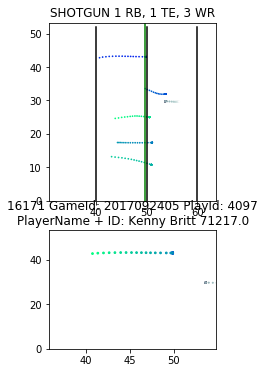 SHOTGUN 1 RB, 1 TE, 3 WR
50
40
30
20
10
0
40 50 60
16171 GameId: 2017092405 PlayId: 4097
PlayerName + ID: Kenny Britt 71217.0
40
20
0
40 45 50